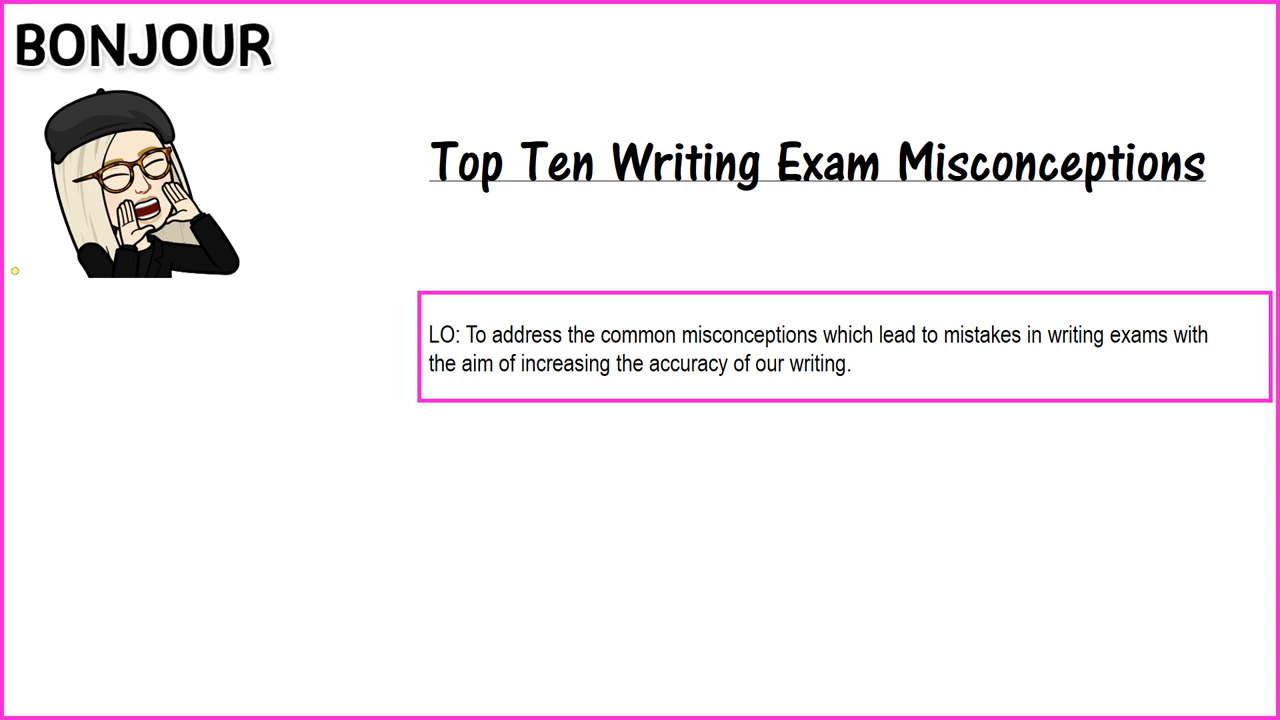 BONJOUR
Top Ten Writing Exam Misconceptions
LO: To address the common misconceptions which lead to mistakes in writing exams with
the aim of increasing the accuracy of our writing.